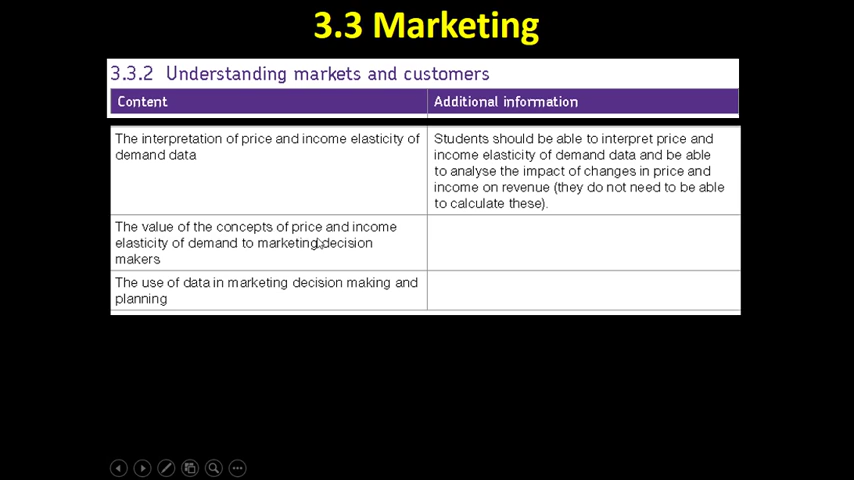 3.3 Marketing
3.3.2 Understanding markets and customers
Content
Additional information
The interpretation of price and income elasticity of
demand data
Students should be able to interpret price and
income elasticity of demand data and be able
to analyse the impact of changes in price and
income on revenue (they do not need to be able
to calculate these).
The value of the concepts of price and income
elasticity of demand to marketing decision
makers
The use of data in marketing decision making and
planning